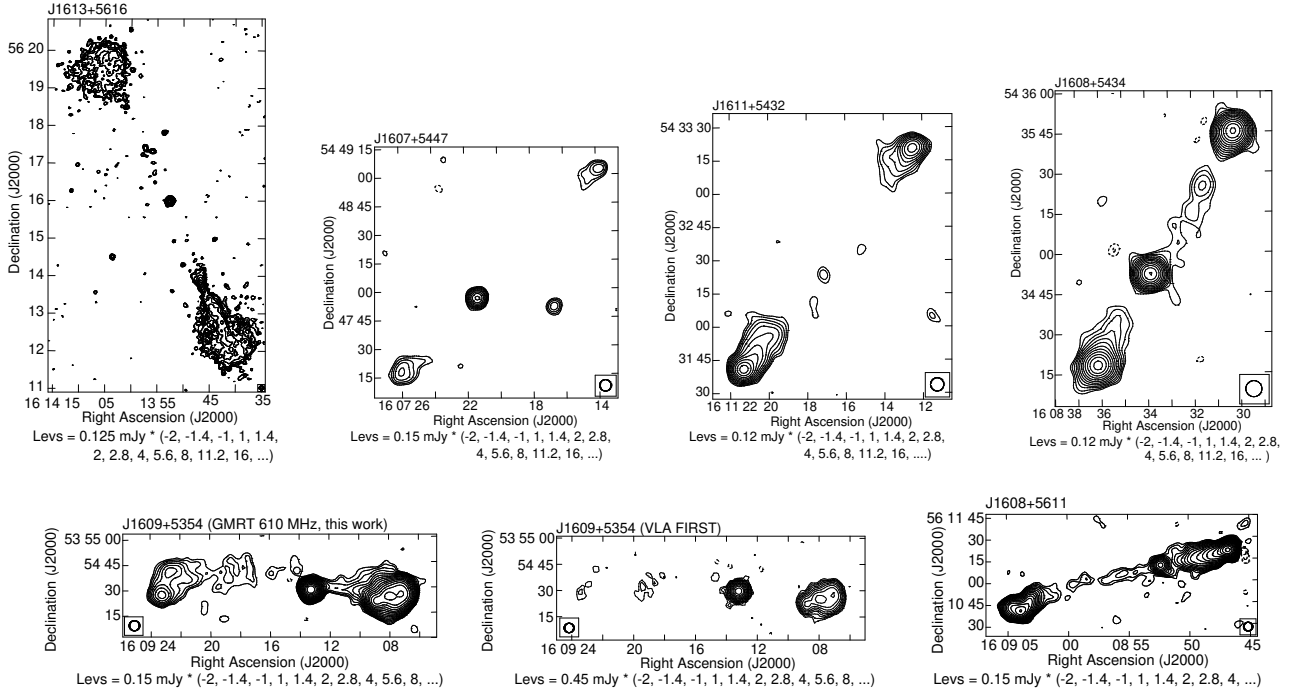 J1613+5616
56 20
19
18
17
16
15
14
13
12
11
Declination (J2000)
16 14 15 05 13 55 45 35
Right Ascension (J2000)
Levs = 0.125 mJy * (-2, -1.4, -1, 1, 1.4,
2, 2.8, 4, 5.6, 8, 11.2, 16, ...)
J1607+5447
54 49 15
00
48 45
30
15
00
47 45
30
15
Declination (J2000)
16 07 26 22 18 14
Right Ascension (J2000)
Levs = 0.15 mJy * (-2, -1.4, -1, 1, 1.4, 2, 2.8,
4, 5.6, 8, 11.2, 16, ...)
J1611+5432
54 33 30
15
00
32 45
30
15
00
31 45
30
Declination (J2000)
16 11 22 20 18 16 14 12
Right Ascension (J2000)
Levs = 0.12 mJy * (-2, -1.4, -1, 1, 1.4, 2, 2.8,
4, 5.6, 8, 11.2, 16, ....)
J1608+5434
54 36 00
35 45
30
15
00
34 45
30
15
Declination (J2000)
16 08 38 36 34 32 30
Right Ascension (J2000)
Levs = 0.12 mJy * (-2, -1.4, -1, 1, 1.4, 2, 2.8,
4, 5.6, 8, 11.2, 16, ... )
J1609+5354 (GMRT 610 MHz, this work)
53 55 00
54 45
30
15
Declination (J2000)
16 09 24 20 16 12 08
Right Ascension (J2000)
Levs = 0.15 mJy * (-2, -1.4, -1, 1, 1.4, 2, 2.8, 4, 5.6, 8, ...)
J1609+5354 (VLA FIRST)
53 55 00
54 45
30
15
Declination (J2000)
16 09 24 20 16 12 08
Right Ascension (J2000)
Levs = 0.45 mJy * (-2, -1.4, -1, 1, 1.4, 2, 2.8, 4, 5.6, 8, ...)
J1608+5611
56 11 45
30
15
00
10 45
30
Declination (J2000)
16 09 05 00 08 55 50 45
Right Ascension (J2000)
Levs = 0.15 mJy * (-2, -1.4, -1, 1, 1.4, 2, 2.8, 4, ...)